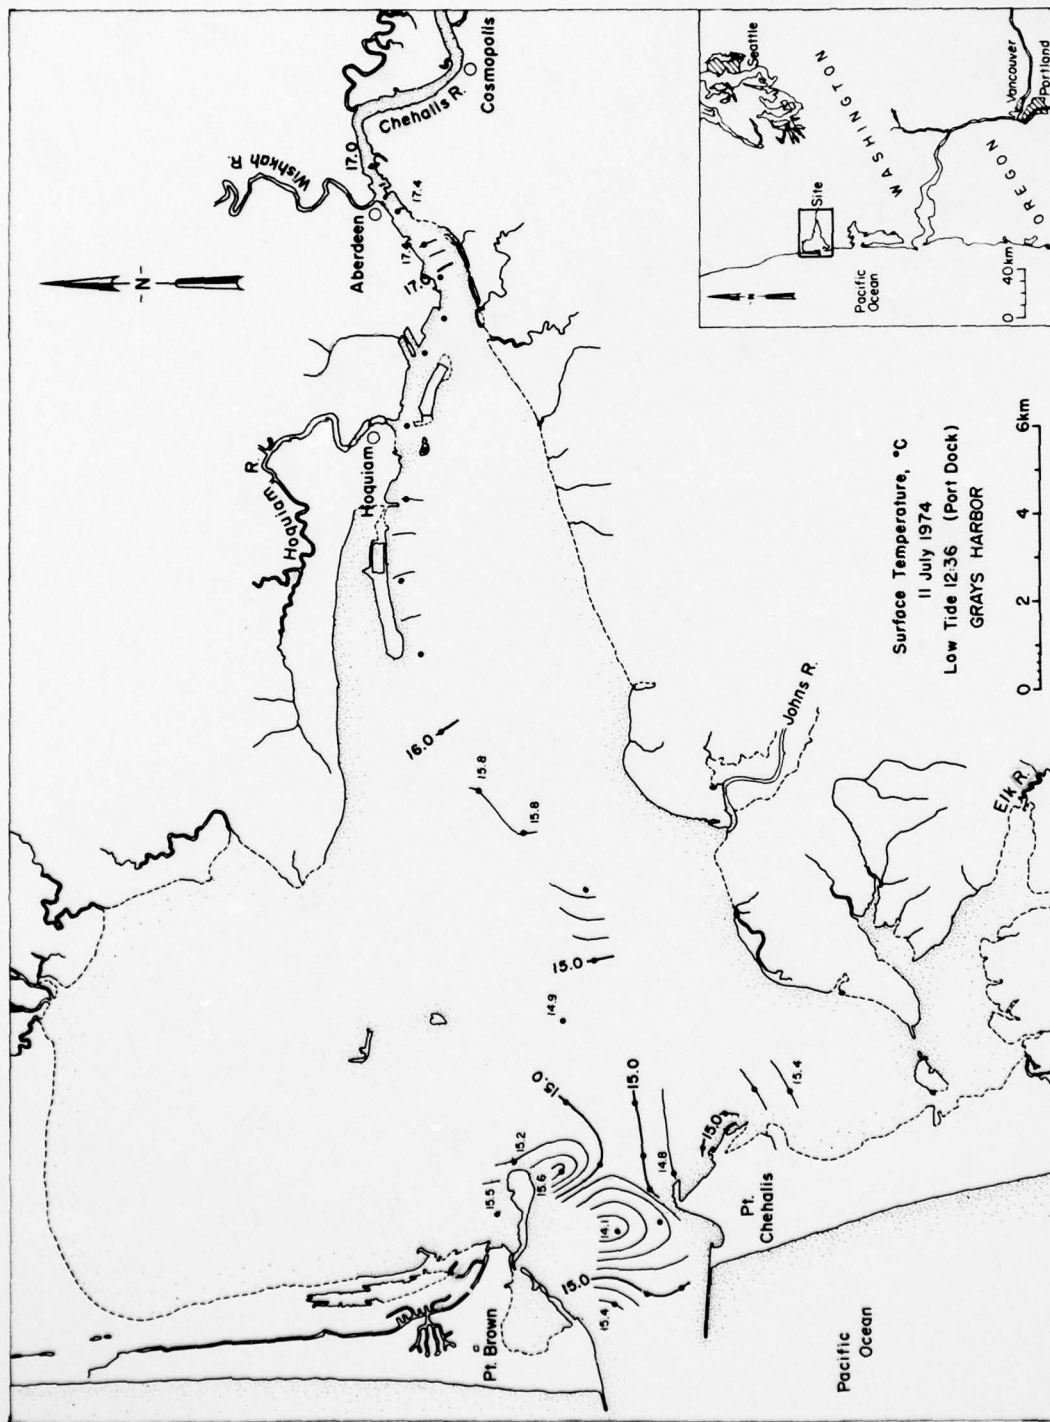 -N-
Wishkah R.
Aberdeen
Chehalis R.
Cosmopolis
17.0
17.4
17.0
Hoquiam R.
Hoquiam
16.0
15.8
15.8
15.0
14.9
15.0
15.0
15.2
15.6
15.5
14.1
14.8
15.0
15.4
15.0
15.4
Pt. Brown
Pt. Chehalis
Pacific
Ocean
Johns R.
Elk R.
Surface Temperature, °C
11 July 1974
Low Tide 12:36 (Port Dock)
GRAYS HARBOR
0 2 4 6km
Seattle
WASHINGTON
Site
Pacific
Ocean
Vancouver
Portland
OREGON
0 40km